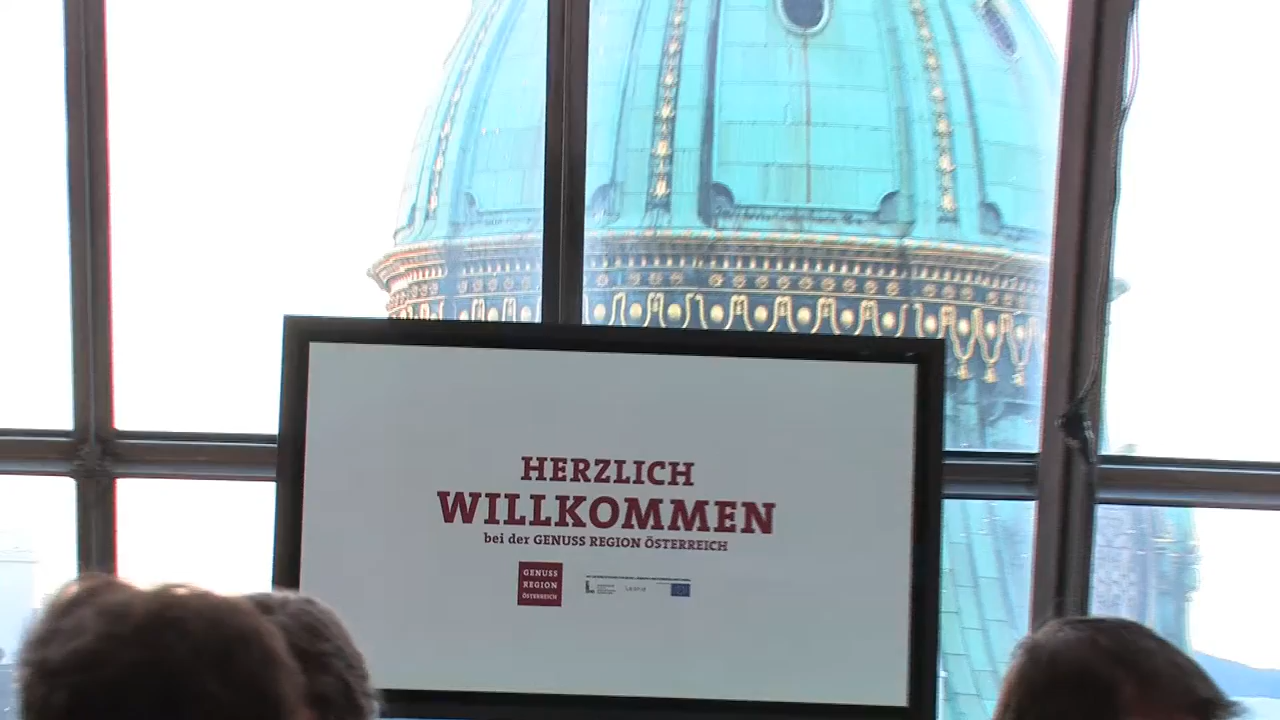 HERZLICH
WILLKOMMEN
bei der GENUSS REGION ÖSTERREICH
GENUSS
REGION
ÖSTERREICH